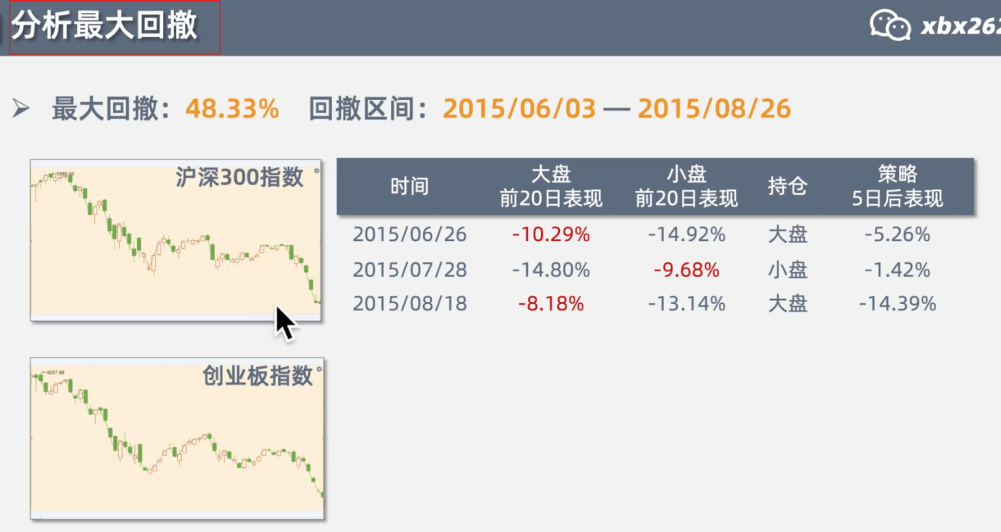 分析最大回撤
xbx262
➢ 最大回撤：48.33% 回撤区间：2015/06/03 — 2015/08/26
沪深300指数
时间 大盘前20日表现 小盘前20日表现 持仓 策略5日后表现
2015/06/26 -10.29% -14.92% 大盘 -5.26%
2015/07/28 -14.80% -9.68% 小盘 -1.42%
2015/08/18 -8.18% -13.14% 大盘 -14.39%
创业板指数